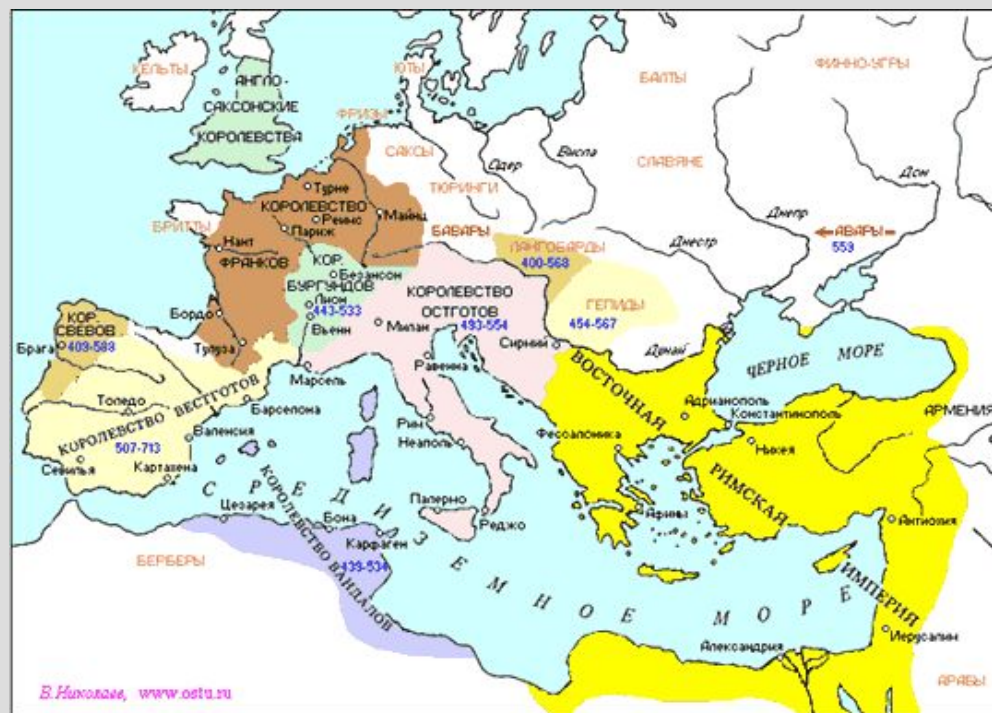 КЕЛЬТЫ
АНГЛО-
САКСОНСКИЕ
КОРОЛЕВСТВА
ЮТЫ
ФРИЗЫ
САКСЫ
ТЮРИНГИ
БАЛТЫ
ФИННО-УГРЫ
СЛАВЯНЕ
Одер
Висла
Дон
Днепр
Днестр
АВАРЫ
559
Турне
КОРОЛЕВСТВО
Реймс
Париж
Майнц
БРИТТЫ
Нант
ФРАНКОВ
БАВАРЫ
ЛАНГОБАРДЫ
400-568
КОР.
Безансон
БУРГУНДОВ
Лион
443-533
Вьенн
КОРОЛЕВСТВО
ОСТГОТОВ
493-554
Милан
ГЕПИДЫ
454-567
Сирмий
Дунай
Бордо
Тулуза
КОР.
СВЕВОВ
409-588
Брага
Марсель
Равенна
ЧЕРНОЕ МОРЕ
Толедо
КОРОЛЕВСТВО ВЕСТГОТОВ
507-713
Барселона
Валенсия
Севилья
Картахена
Рим
Неаполь
ВОСТОЧНАЯ
РИМСКАЯ
ИМПЕРИЯ
Адрианополь
Константинополь
АРМЕНИЯ
Фессалоника
Никея
Афины
Антиохия
СРЕДИЗЕМНОЕ МОРЕ
Цезарея
Бона
Карфаген
Палерно
Реджо
КОРОЛЕВСТВО ВАНДАЛОВ
439-534
БЕРБЕРЫ
Александрия
Иерусалим
АРАБЫ
В.Николаев, www.ostu.ru